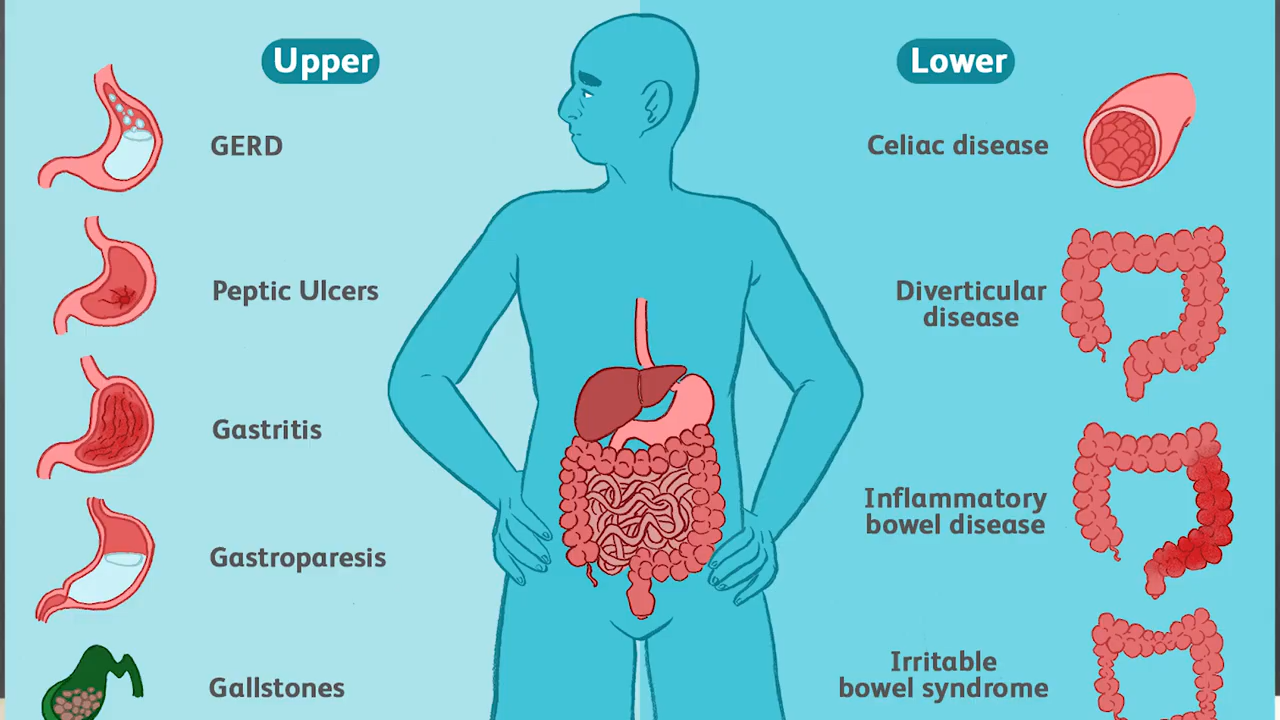 Upper
GERD
Peptic Ulcers
Gastritis
Gastroparesis
Gallstones
Lower
Celiac disease
Diverticular
disease
Inflammatory
bowel disease
Irritable
bowel syndrome